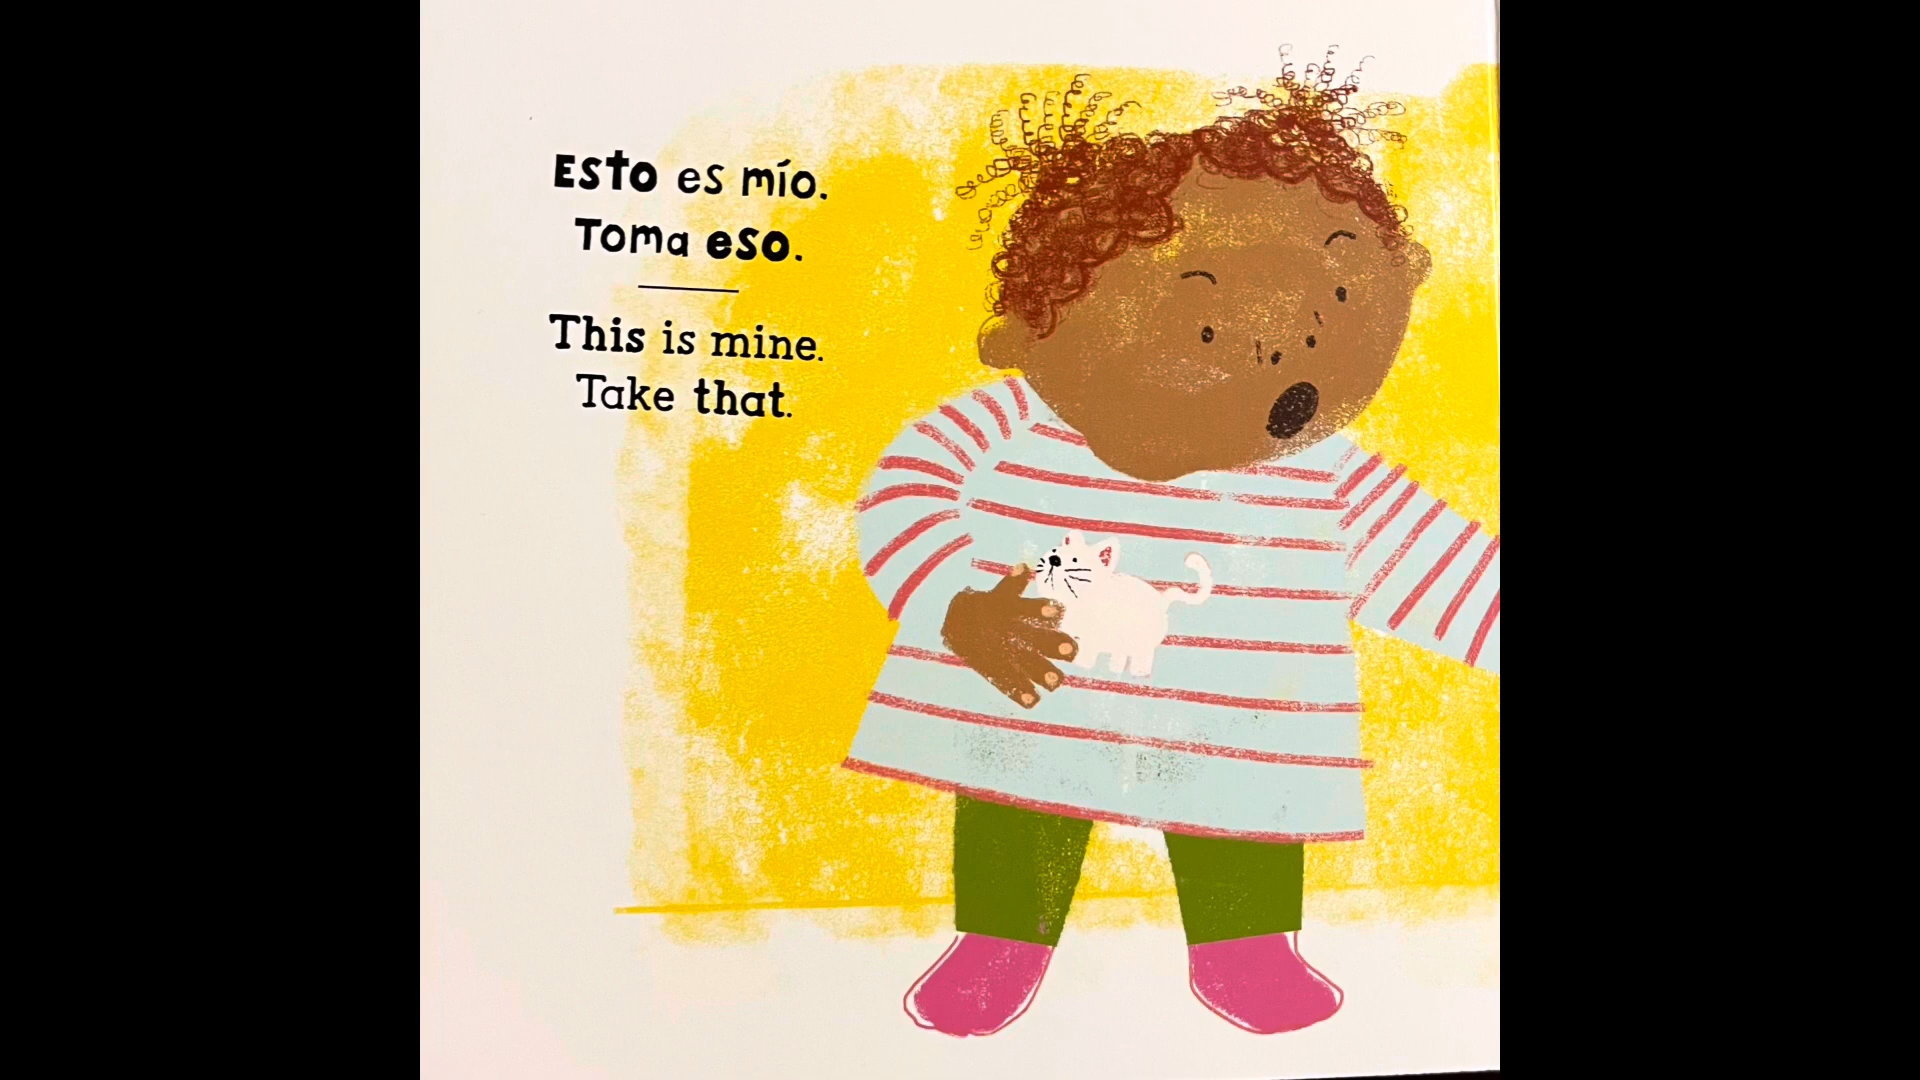 Esto es mío.
Toma eso.
This is mine.
Take that.